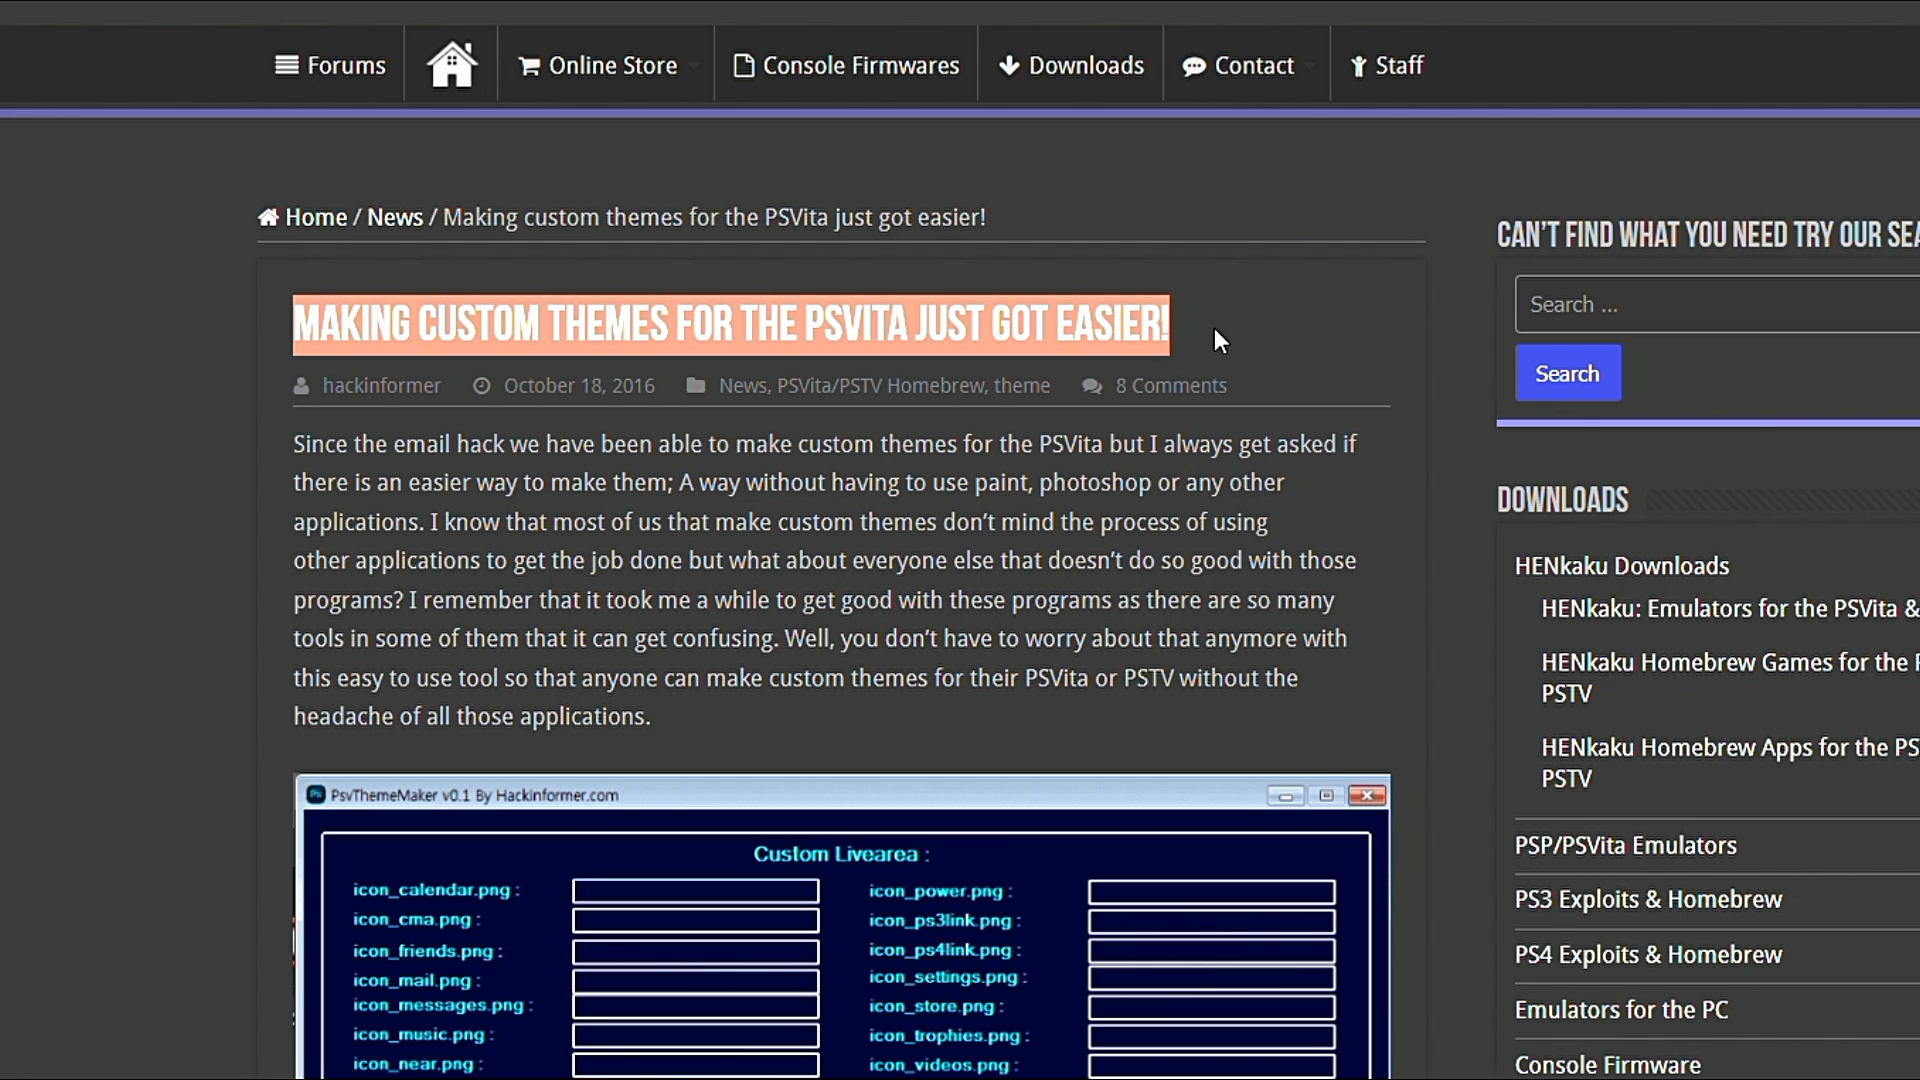 Forums
Online Store
Console Firmwares
Downloads
Contact
Staff
Home / News / Making custom themes for the PSVita just got easier!
MAKING CUSTOM THEMES FOR THE PSVITA JUST GOT EASIER!
hackinformer
October 18, 2016
News, PSVita/PSTV Homebrew, theme
8 Comments
Since the email hack we have been able to make custom themes for the PSVita but I always get asked if
there is an easier way to make them; A way without having to use paint, photoshop or any other
applications. I know that most of us that make custom themes don’t mind the process of using
other applications to get the job done but what about everyone else that doesn’t do so good with those
programs? I remember that it took me a while to get good with these programs as there are so many
tools in some of them that it can get confusing. Well, you don’t have to worry about that anymore with
this easy to use tool so that anyone can make custom themes for their PSVita or PSTV without the
headache of all those applications.
PsvThemeMaker v0.1 By Hackinformer.com
Custom Livearea :
icon_calendar.png :
icon_cma.png :
icon_friends.png :
icon_mail.png :
icon_messages.png :
icon_music.png :
icon_near.png :
icon_power.png :
icon_ps3link.png :
icon_ps4link.png :
icon_settings.png :
icon_store.png :
icon_trophies.png :
icon_videos.png :
CAN’T FIND WHAT YOU NEED TRY OUR
Search ...
Search
DOWNLOADS
HENkaku Downloads
HENkaku: Emulators for the PSVita &
HENkaku Homebrew Games for the
PSTV
HENkaku Homebrew Apps for the
PSTV
PSP/PSVita Emulators
PS3 Exploits & Homebrew
PS4 Exploits & Homebrew
Emulators for the PC
Console Firmware